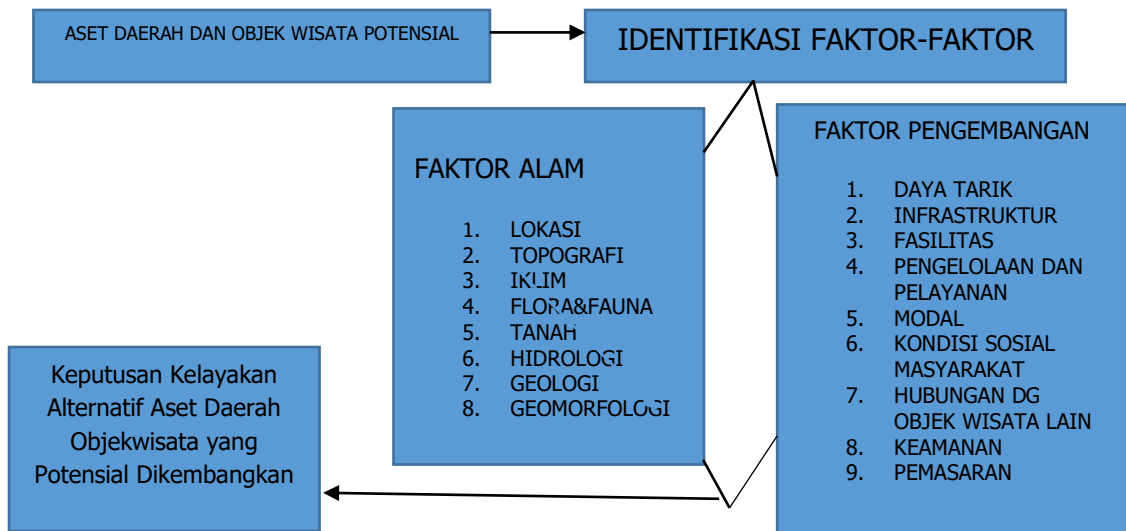 ASET DAERAH DAN OBJEK WISATA POTENSIAL
IDENTIFIKASI FAKTOR-FAKTOR
FAKTOR ALAM
1. LOKASI
2. TOPOGRAFI
3. IKLIM
4. FLORA&FAUNA
5. TANAH
6. HIDROLOGI
7. GEOLOGI
8. GEOMORFOLOGI
FAKTOR PENGEMBANGAN
1. DAYA TARIK
2. INFRASTRUKTUR
3. FASILITAS
4. PENGELOLAAN DAN
PELAYANAN
5. MODAL
6. KONDISI SOSIAL
MASYARAKAT
7. HUBUNGAN DG
OBJEK WISATA LAIN
8. KEAMANAN
9. PEMASARAN
Keputusan Kelayakan
Alternatif Aset Daerah
Objekwisata yang
Potensial Dikembangkan